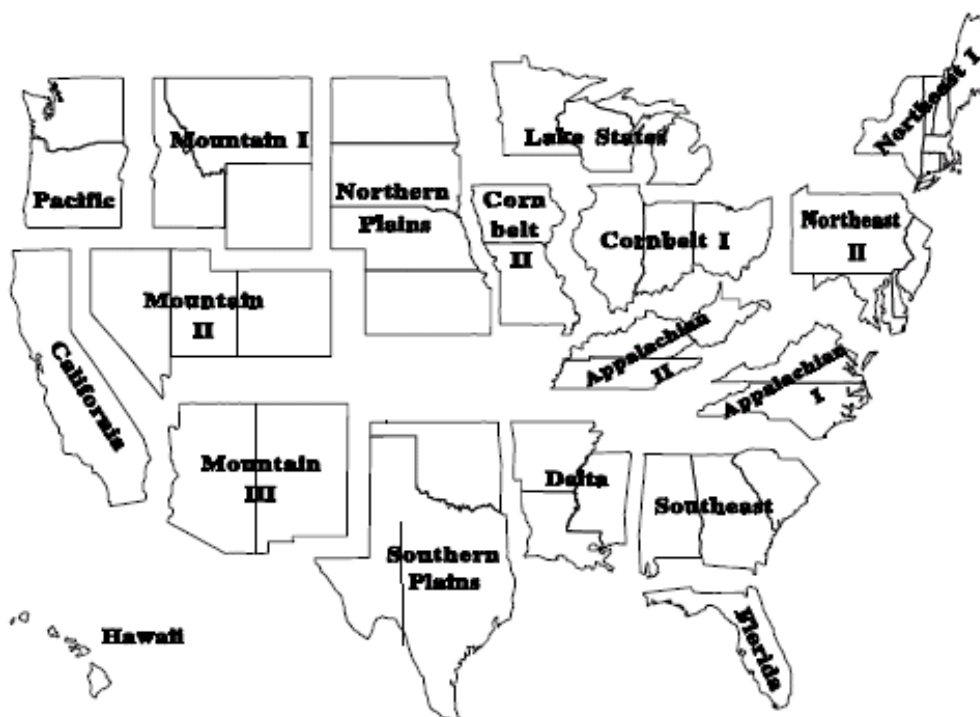 Northeast I
Mountain I
Lake States
Pacific
Northern
Plains
Corn
belt
II
Cornbelt I
Northeast
II
Mountain
II
California
Appalachian
II
Appalachian
I
Mountain
III
Delta
Southeast
Southern
Plains
Hawaii
Florida